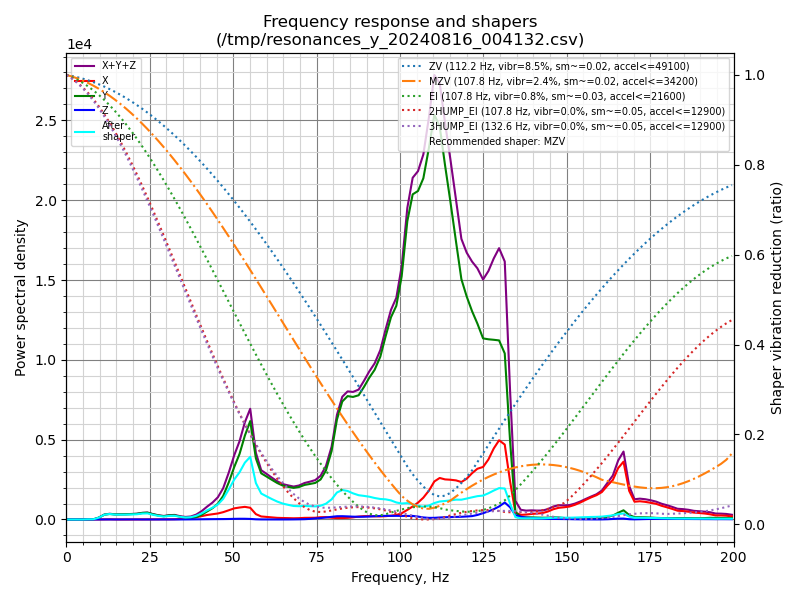 Frequency response and shapers
(/tmp/resonances_y_20240816_004132.csv)
1e4
X+Y+Z
X
Y
Z
After
shaper
ZV (112.2 Hz, vibr=8.5%, sm~=0.02, accel<=49100)
MZV (107.8 Hz, vibr=2.4%, sm~=0.02, accel<=34200)
EI (107.8 Hz, vibr=0.8%, sm~=0.03, accel<=21600)
2HUMP_EI (107.8 Hz, vibr=0.0%, sm~=0.05, accel<=12900)
3HUMP_EI (132.6 Hz, vibr=0.0%, sm~=0.05, accel<=12900)
Recommended shaper: MZV
Power spectral density
2.5
2.0
1.5
1.0
0.5
0.0
1.0
0.8
0.6
0.4
0.2
0.0
Shaper vibration reduction (ratio)
0 25 50 75 100 125 150 175 200
Frequency, Hz